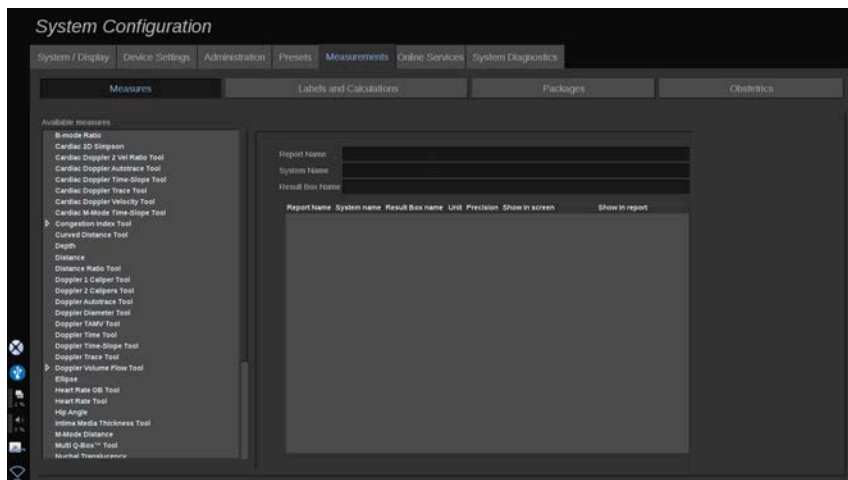 System Configuration
System / Display Device Settings Administration Presets Measurements Online Services System Diagnostics
Measures Labels and Calculations Packages Obstetrics
Available measures
B-mode Ratio
Cardiac 2D Simpson
Cardiac Doppler 2 Vel Ratio Tool
Cardiac Doppler Autotrace Tool
Cardiac Doppler Time-Slope Tool
Cardiac Doppler Trace Tool
Cardiac Doppler Velocity Tool
Cardiac M-Mode Time-Slope Tool
Congestion Index Tool
Curved Distance Tool
Depth
Distance
Distance Ratio Tool
Doppler 1 Caliper Tool
Doppler 2 Calipers Tool
Doppler Autotrace Tool
Doppler Diameter Tool
Doppler TAMV Tool
Doppler Time Tool
Doppler Time-Slope Tool
Doppler Trace Tool
Doppler Volume Flow Tool
Ellipse
Heart Rate OB Tool
Heart Rate Tool
Hip Angle
Intima Media Thickness Tool
M-Mode Distance
Multi Q-Box™ Tool
Nuchal Translucency
Report Name
System Name
Result Box Name
Report Name System name Result Box name Unit Precision Show in screen Show in report